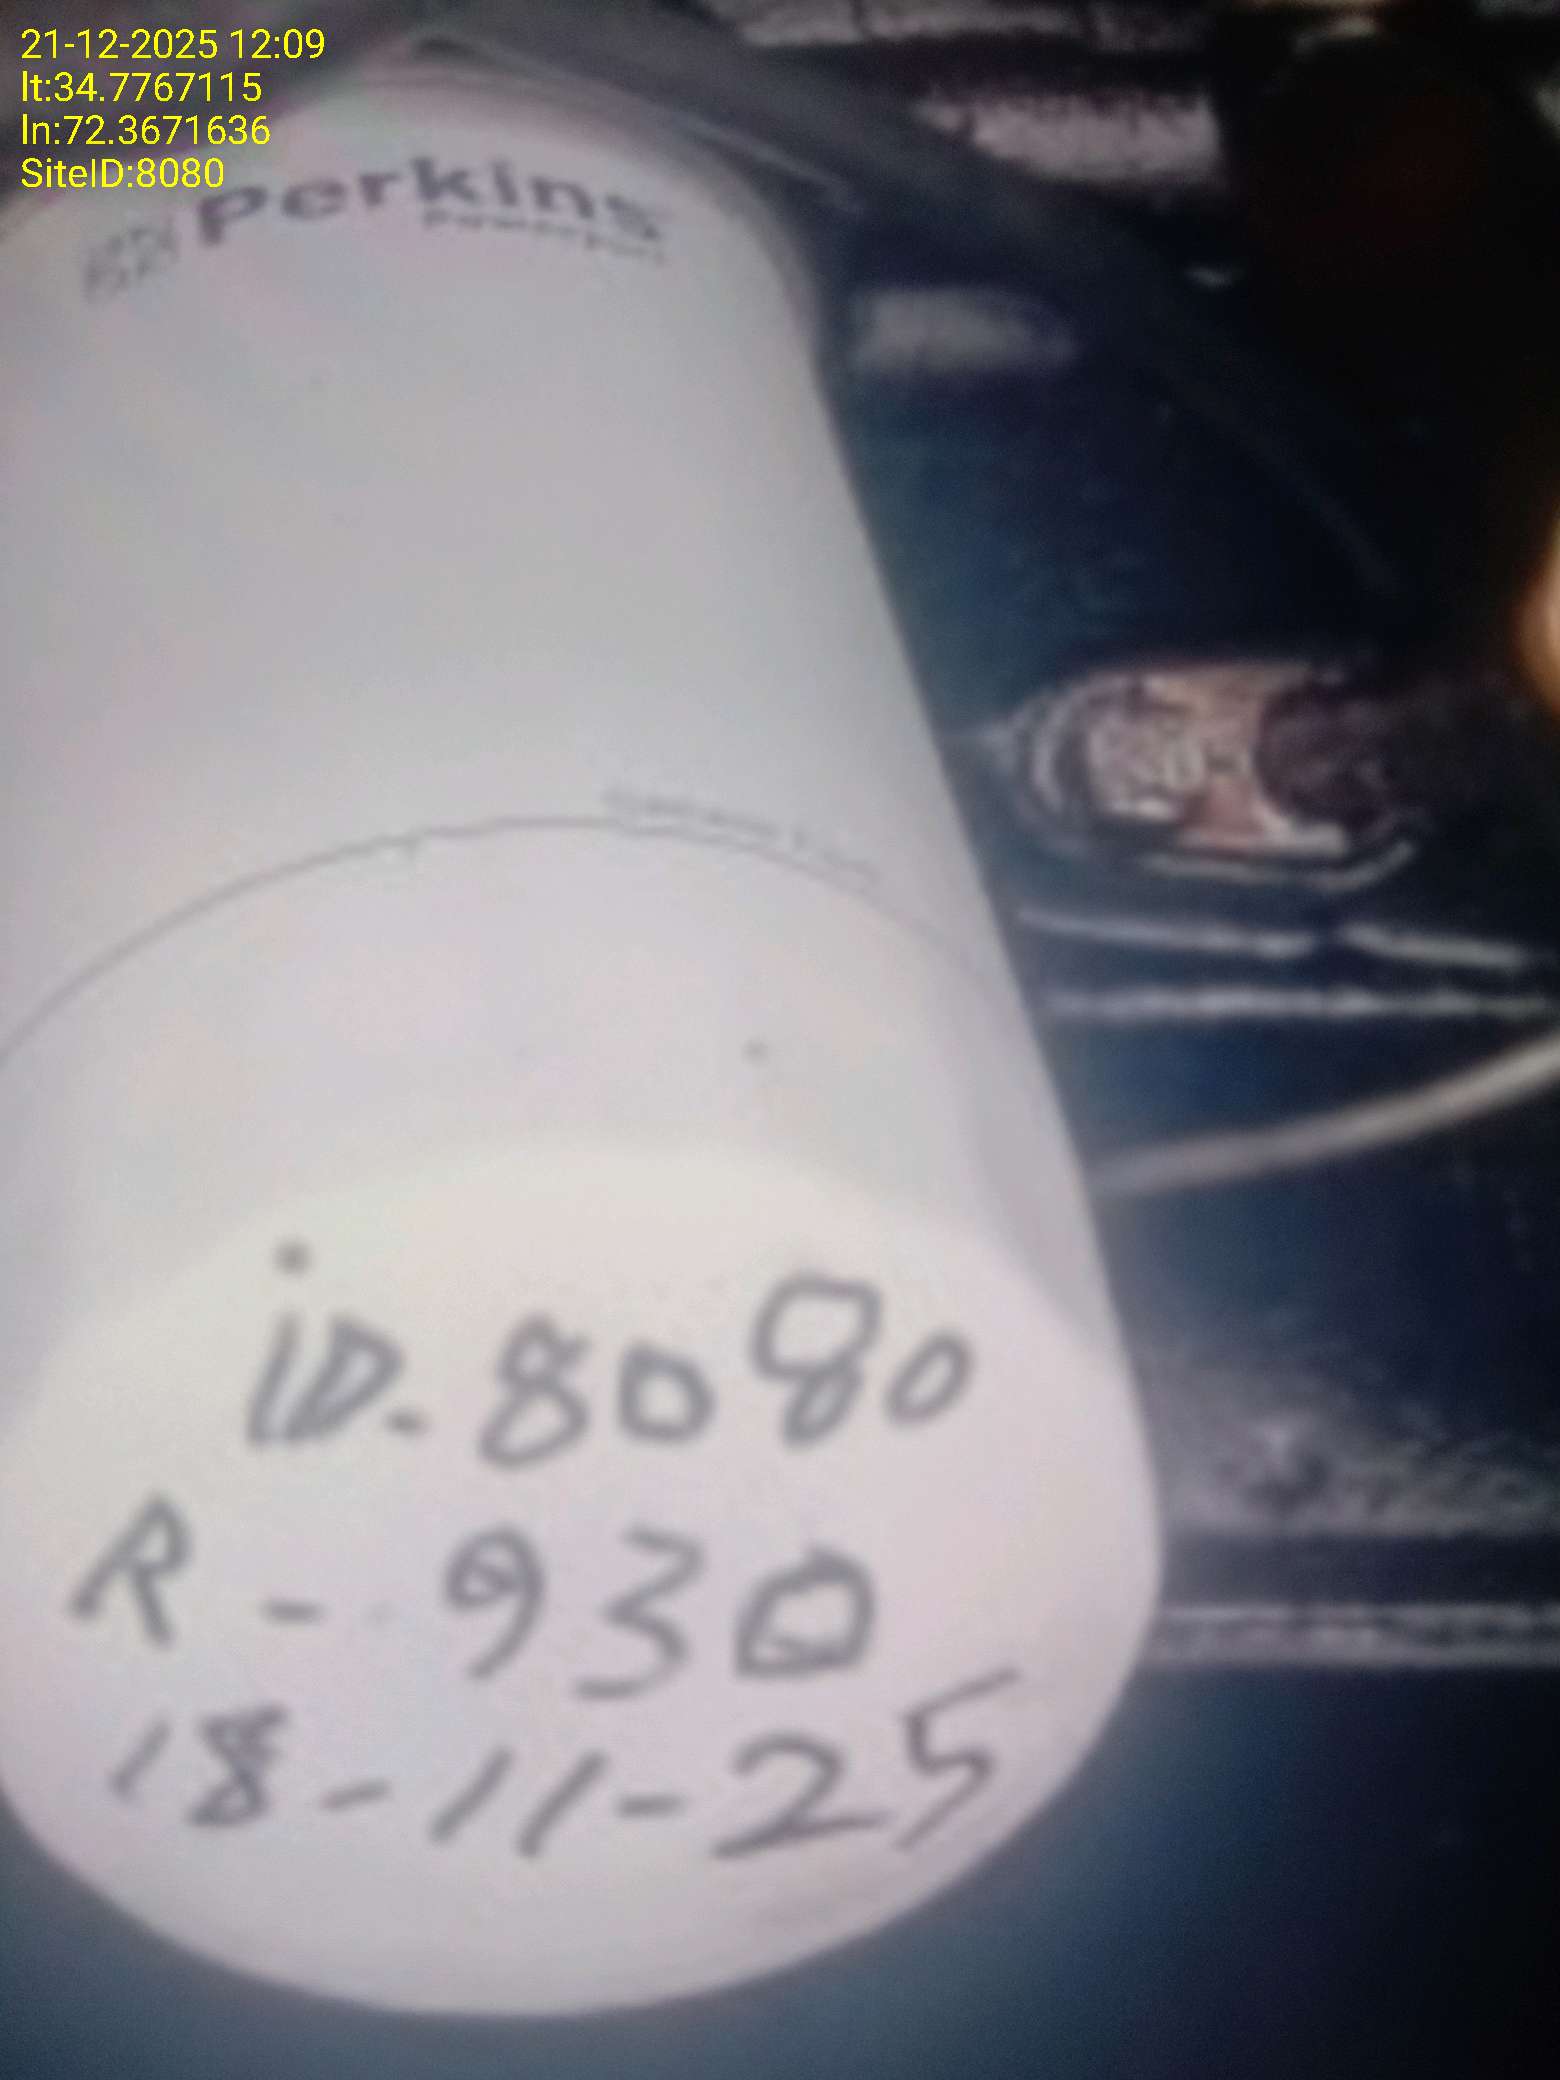 21-12-2025 12:09
lt:34.7767115
ln:72.3671636
SiteID:8080
Perkins
iD-8080
R-930
18-11-25